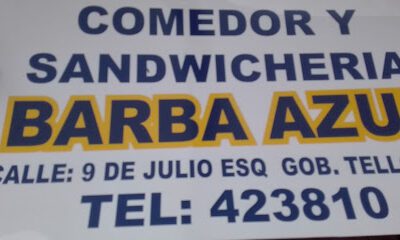 COMEDOR Y
SANDWICHERIA
BARBA AZU
CALLE: 9 DE JULIO ESQ GOB. TELL
TEL: 423810